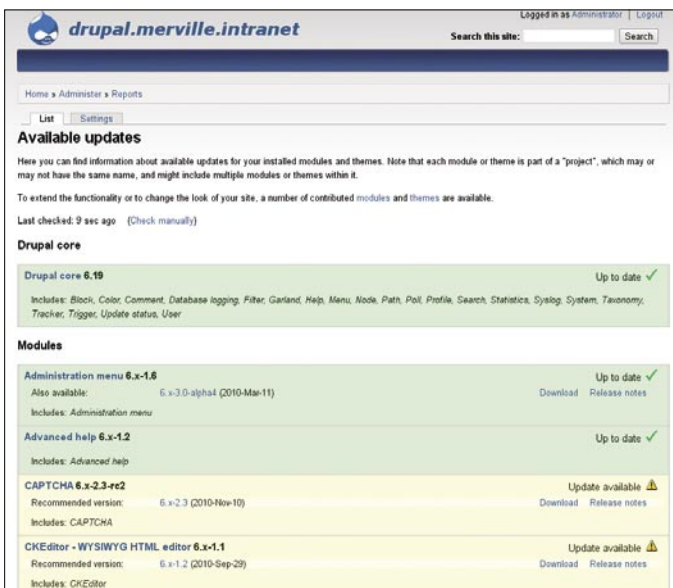 Logged in as Administrator | Logout
drupal.merville.intranet
Search this site:
Search
Home » Administer » Reports
List
Settings
Available updates
Here you can find information about available updates for your installed modules and themes. Note that each module or theme is part of a "project", which may or
may not have the same name, and might include multiple modules or themes within it.
To extend the functionality or to change the look of your site, a number of contributed modules and themes are available.
Last checked: 9 sec ago (Check manually)
Drupal core
Drupal core 6.19 Up to date
Includes: Block, Color, Comment, Database logging, Filter, Garland, Help, Menu, Node, Path, Poll, Profile, Search, Statistics, Syslog, System, Taxonomy,
Tracker, Trigger, Update status, User
Modules
Administration menu 6.x-1.6 Up to date
Also available: 6.x-3.0-alpha4 (2010-Mar-11) Download Release notes
Includes: Administration menu
Advanced help 6.x-1.2 Up to date
Includes: Advanced help
CAPTCHA 6.x-2.3-rc2 Update available
Recommended version: 6.x-2.3 (2010-Nov-10) Download Release notes
Includes: CAPTCHA
CKEditor - WYSIWYG HTML editor 6.x-1.1 Update available
Recommended version: 6.x-1.2 (2010-Sep-29) Download Release notes
Includes: CKEditor